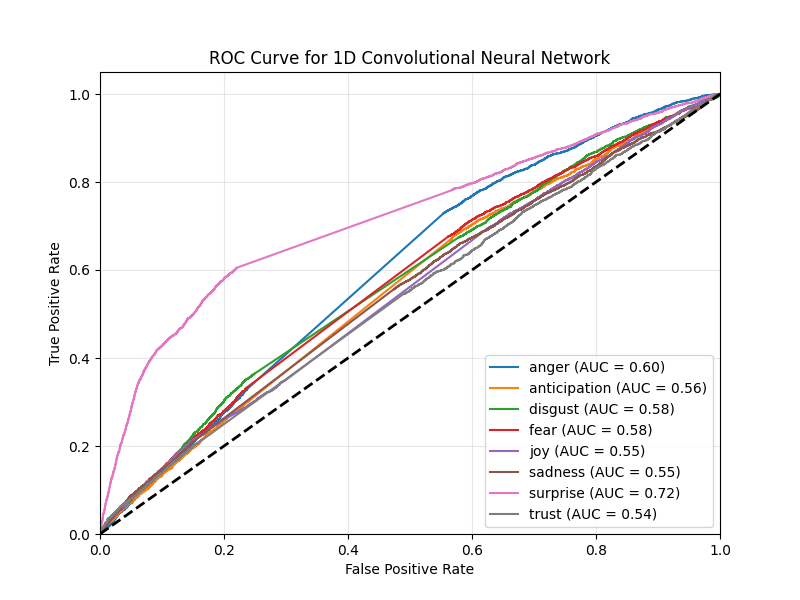 ROC Curve for 1D Convolutional Neural Network
True Positive Rate
1.0
0.8
0.6
0.4
0.2
0.0
0.0 0.2 0.4 0.6 0.8 1.0
False Positive Rate
anger (AUC = 0.60)
anticipation (AUC = 0.56)
disgust (AUC = 0.58)
fear (AUC = 0.58)
joy (AUC = 0.55)
sadness (AUC = 0.55)
surprise (AUC = 0.72)
trust (AUC = 0.54)